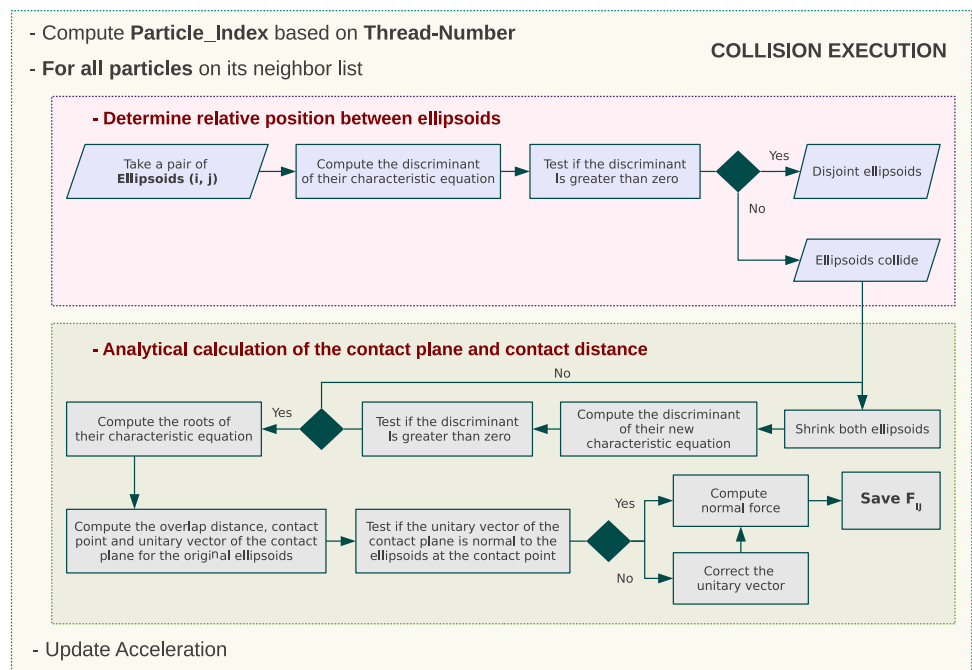 - Compute Particle_Index based on Thread-Number
COLLISION EXECUTION
- For all particles on its neighbor list
- Determine relative position between ellipsoids
Take a pair of
Ellipsoids (i, j)
Compute the discriminant
of their characteristic equation
Test if the discriminant
Is greater than zero
Yes
Disjoint ellipsoids
No
Ellipsoids collide
- Analytical calculation of the contact plane and contact distance
No
Shrink both ellipsoids
Compute the discriminant
of their new
characteristic equation
Test if the discriminant
Is greater than zero
Yes
Compute the roots of
their characteristic equation
Compute the overlap distance, contact
point and unitary vector of the contact
plane for the original ellipsoids
Test if the unitary vector of the
contact plane is normal to the
ellipsoids at the contact point
Yes
Compute
normal force
Save F_IJ
No
Correct the
unitary vector
- Update Acceleration